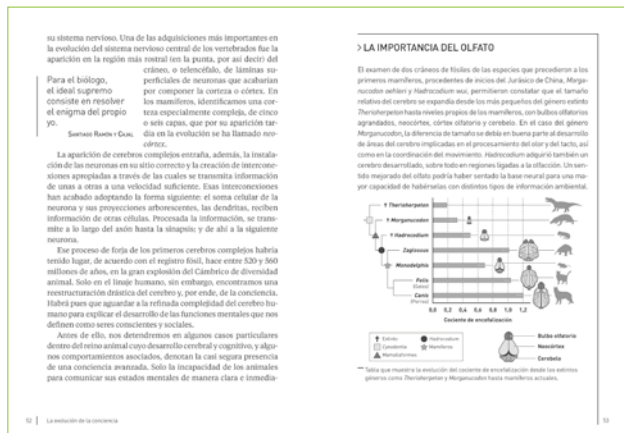 su sistema nervioso. Una de las adquisiciones más importantes en
la evolución del sistema nervioso central de los vertebrados fue la
aparición en la región más rostral (en la punta, por así decir) del
cráneo, o telencéfalo, de láminas su-
perficiales de neuronas que acabarían
por componer la corteza o córtex. En
los mamíferos, identificamos una cor-
teza especialmente compleja, de cinco
o seis capas, que por su aparición tar-
día en la evolución se ha llamado neo-
córtex.
Para el biólogo,
el ideal supremo
consiste en resolver
el enigma del propio
yo.
SANTIAGO RAMÓN Y CAJAL
La aparición de cerebros complejos entraña, además, la instala-
ción de las neuronas en su sitio correcto y la creación de intercone-
xiones apropiadas a través de las cuales se transmita información
de unas a otras a una velocidad suficiente. Esas interconexiones
han acabado adoptando la forma siguiente: el soma celular de la
neurona y sus proyecciones arborescentes, las dendritas, reciben
información de otras células. Procesada la información, se trans-
mite a lo largo del axón hasta la sinapsis; y de ahí a la siguiente
neurona.
Ese proceso de forja de los primeros cerebros complejos habría
tenido lugar, de acuerdo con el registro fósil, hace entre 520 y 560
millones de años, en la gran explosión del Cámbrico de diversidad
animal. Solo en el linaje humano, sin embargo, encontramos una
reestructuración drástica del cerebro y, por ende, de la conciencia.
Habrá pues que aguardar a la refinada complejidad del cerebro hu-
mano para explicar el desarrollo de las funciones mentales que nos
definen como seres conscientes y sociales.
Antes de ello, nos detendremos en algunos casos particulares
dentro del reino animal cuyo desarrollo cerebral y cognitivo, y algu-
nos comportamientos asociados, denotan la casi segura presencia
de una conciencia avanzada. Solo la incapacidad de los animales
para comunicar sus estados mentales de manera clara e inmedia-
52 | La evolución de la conciencia
> LA IMPORTANCIA DEL OLFATO
El examen de dos cráneos de fósiles de las especies que precedieron a los
primeros mamíferos, procedentes de inicios del Jurásico de China, Morga-
nucodon oehleri y Hadrocodium wui, permitieron constatar que el tamaño
relativo del cerebro se expandía desde los más pequeños del género extinto
Thrioxheroteton hasta niveles propios de los mamíferos, con bulbos olfatorios
agrandados, neocórtex, córtex olfatorio y cerebelo. En el caso del género
Morganucodon, la diferencia de tamaño se debía en buena parte al desarrollo
de áreas del cerebro implicadas en el procesamiento del olor y del tacto, así
como en la coordinación del movimiento. Hadrocodium adquirió también un
cerebro desarrollado, sobre todo en regiones ligadas a la olfacción. Un sen-
tido mejorado del olfato podría haber sentado la base neural para una ma-
yor capacidad de habérselas con distintos tipos de información ambiental.
† Morganucodon
† Hadrocodium
Monodelphis
Felis
(Gatos)
Canis
(Perros)
0,0 0,2 0,4 0,6 0,8 1,0 1,2
Cociente de encefalización
† Extinto
Cynodontia
Mamaliaformes
Hadrocodium
Mamíferos
Bulbo olfatorio
Neocórtex
Cerebelo
Tabla que muestra la evolución del cociente de encefalización desde los extintos
géneros como Thrioxheroteton y Morganucodon hasta mamíferos actuales.
53